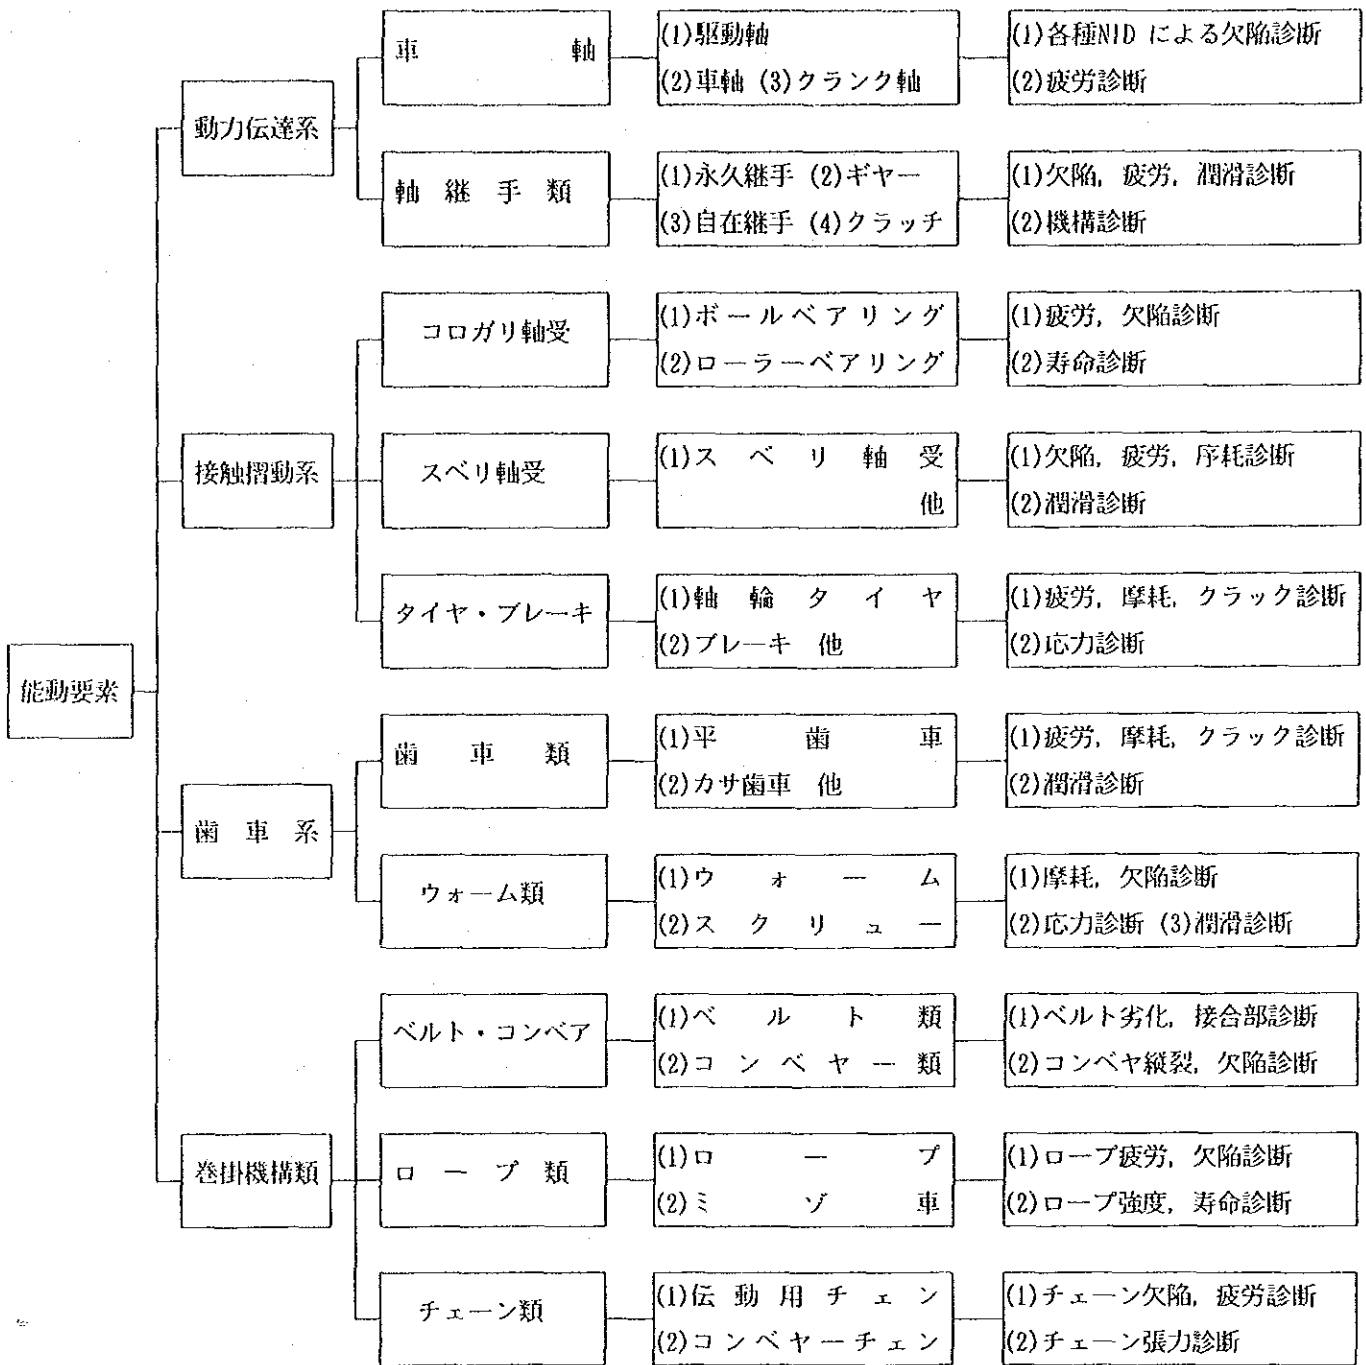 車軸
(1)駆動軸
(2)車軸 (3)クランク軸
(1)各種NID による欠陥診断
(2)疲労診断
動力伝達系
軸継手類
(1)永久継手 (2)ギヤー
(3)自在継手 (4)クラッチ
(1)欠陥, 疲労, 潤滑診断
(2)機構診断
コロガリ軸受
(1)ボールベアリング
(2)ローラーベアリング
(1)疲労, 欠陥診断
(2)寿命診断
接触摺動系
スベリ軸受
(1)スベリ軸受
他
(1)欠陥, 疲労, 序耗診断
(2)潤滑診断
タイヤ・ブレーキ
(1)軸輪タイヤ
(2)ブレーキ 他
(1)疲労, 摩耗, クラック診断
(2)応力診断
能動要素
歯車類
(1)平歯車
(2)カサ歯車 他
(1)疲労, 摩耗, クラック診断
(2)潤滑診断
歯車系
ウォーム類
(1)ウォーム
(2)スクリュー
(1)摩耗, 欠陥診断
(2)応力診断 (3)潤滑診断
ベルト・コンベア
(1)ベルト類
(2)コンベヤー類
(1)ベルト劣化, 接合部診断
(2)コンベヤ縦裂, 欠陥診断
巻掛機構類
ロープ類
(1)ロープ
(2)ミゾ車
(1)ロープ疲労, 欠陥診断
(2)ロープ強度, 寿命診断
チェーン類
(1)伝動用チェン
(2)コンベヤーチェン
(1)チェーン欠陥, 疲労診断
(2)チェーン張力診断